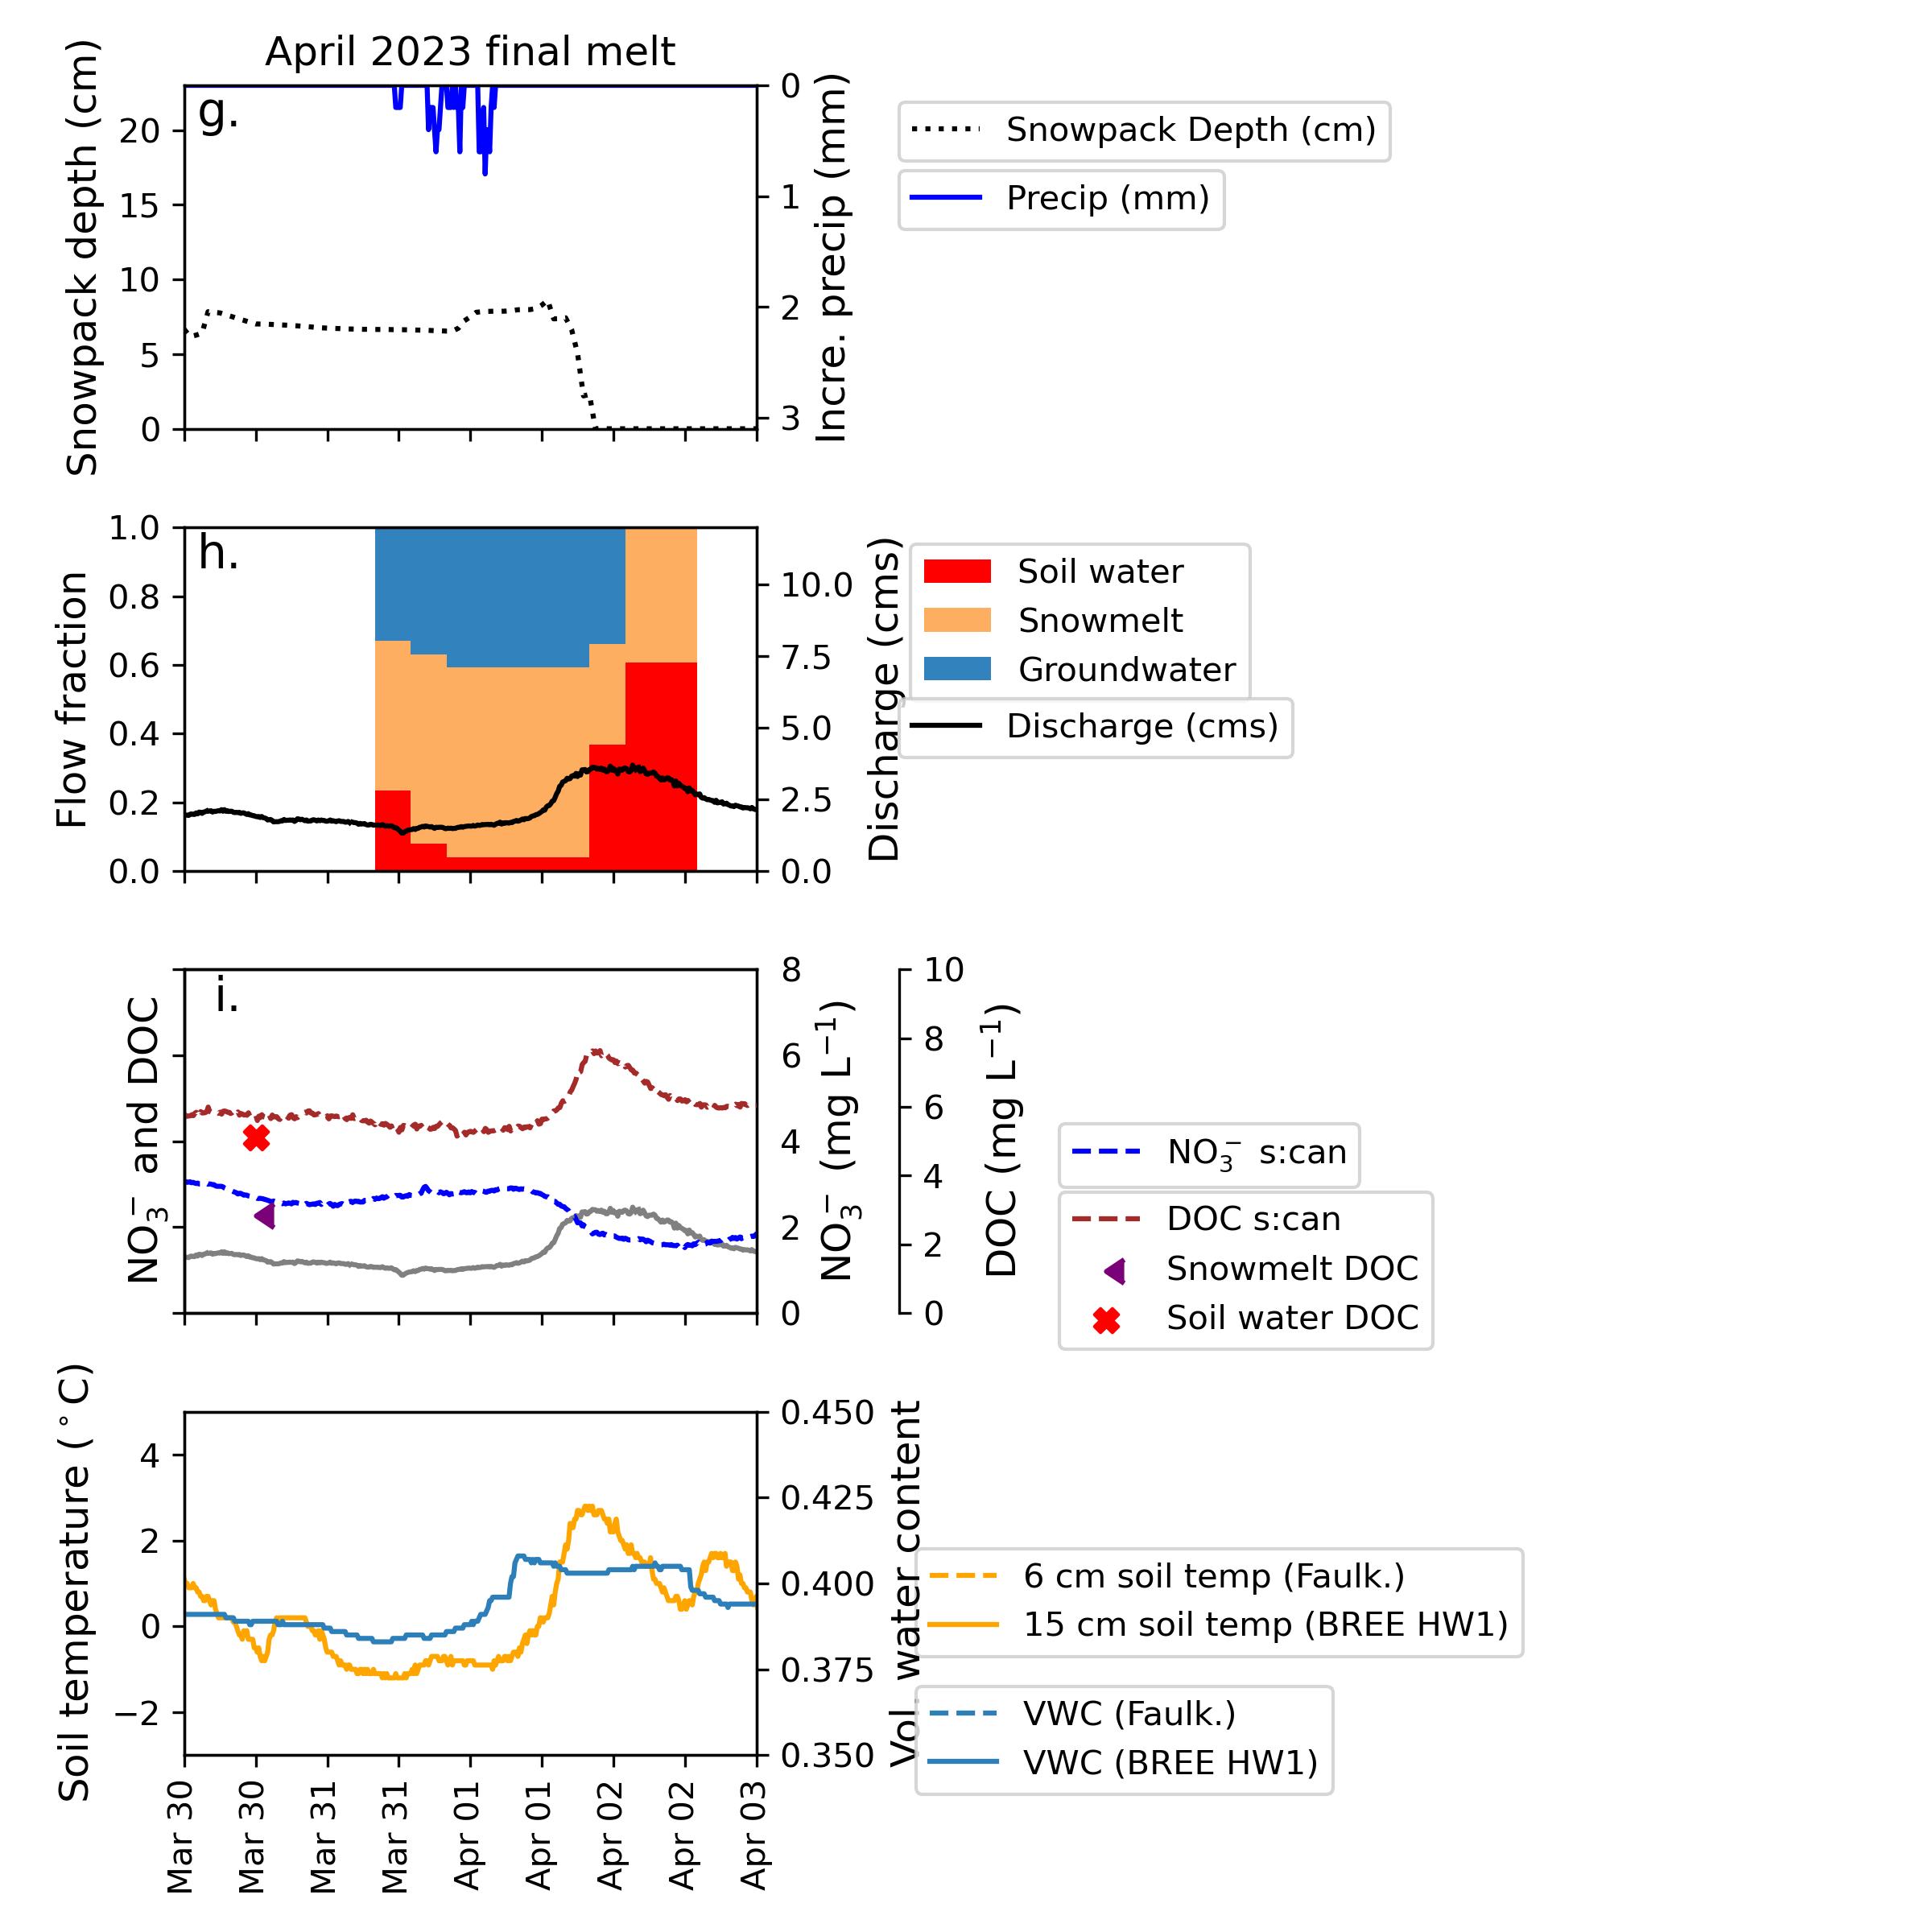 April 2023 final melt
g.
Snowpack depth (cm)
20
15
10
5
0
0
1
2
3
Incre. precip (mm)
Snowpack Depth (cm)
Precip (mm)
h.
Flow fraction
1.0
0.8
0.6
0.4
0.2
0.0
10.0
7.5
5.0
2.5
0.0
Discharge (cms)
Soil water
Snowmelt
Groundwater
Discharge (cms)
i.
NO₃⁻ and DOC
8
6
4
2
0
NO₃⁻ (mg L⁻¹)
10
8
6
4
2
0
DOC (mg L⁻¹)
NO₃⁻ s:can
DOC s:can
Snowmelt DOC
Soil water DOC
Soil temperature (°C)
4
2
0
−2
0.450
0.425
0.400
0.375
0.350
Vol. water content
6 cm soil temp (Faulk.)
15 cm soil temp (BREE HW1)
VWC (Faulk.)
VWC (BREE HW1)
Mar 30
Mar 30
Mar 31
Mar 31
Apr 01
Apr 01
Apr 02
Apr 02
Apr 03